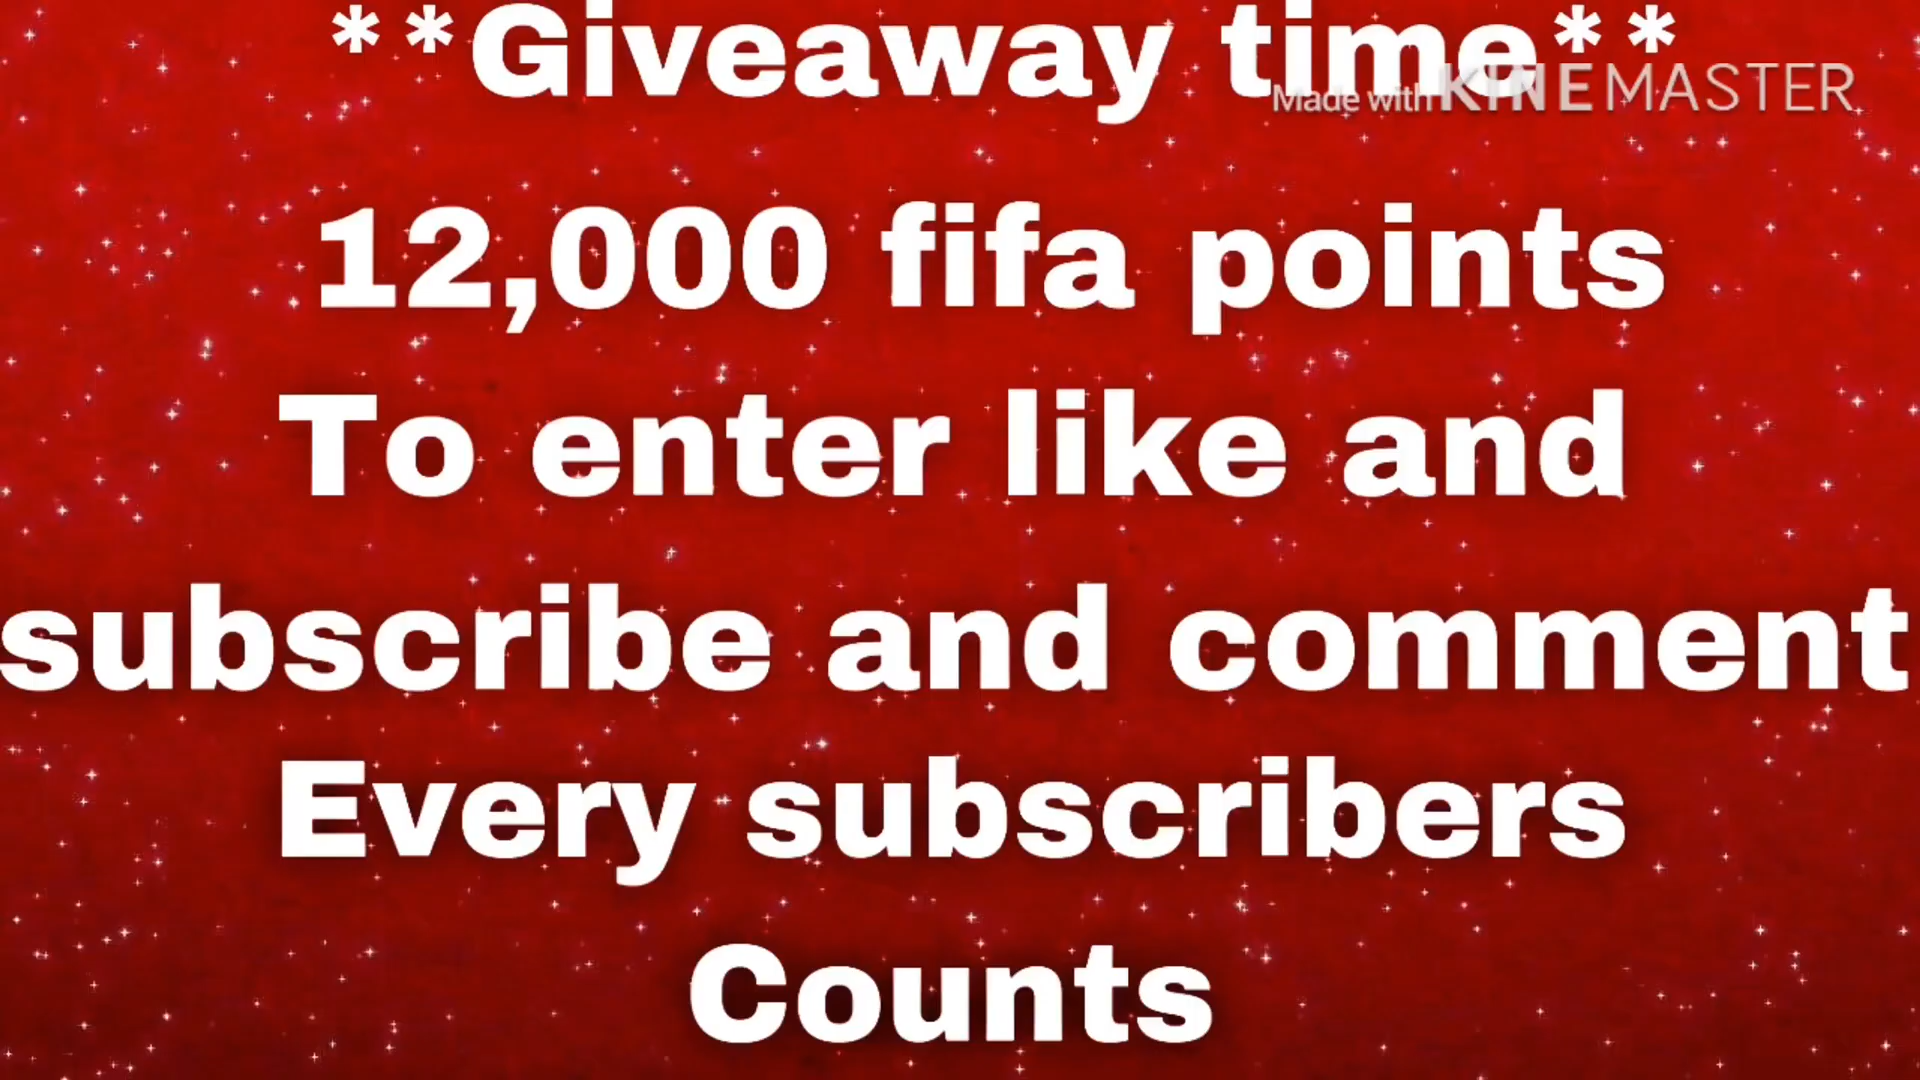 **Giveaway time**
Made with KINEMASTER
12,000 fifa points
To enter like and
subscribe and comment
Every subscribers
Counts